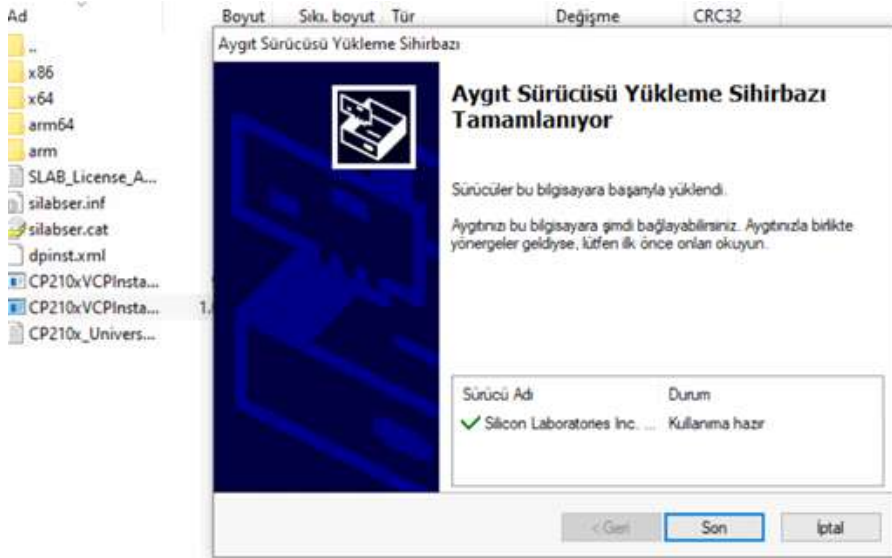 Ad Boyut Sıkı. boyut Tür Değişme CRC32
..
x86
x64
arm64
arm
SLAB_License_A...
silabser.inf
silabser.cat
dpinst.xml
CP210xVCPInsta...
CP210xVCPInsta... 1.
CP210x_Univers...
Aygıt Sürücüsü Yükleme Sihirbazı
Aygıt Sürücüsü Yükleme Sihirbazı
Tamamlanıyor
Sürücüler bu bilgisayara başarıyla yüklendi.
Aygıtınızı bu bilgisayara şimdi bağlayabilirsiniz. Aygıtınızla birlikte
yönergeler geldiyse, lütfen ilk önce onları okuyun.
Sürücü Adı Durum
Silicon Laboratories Inc. ... Kullanıma hazır
< Geri Son İptal